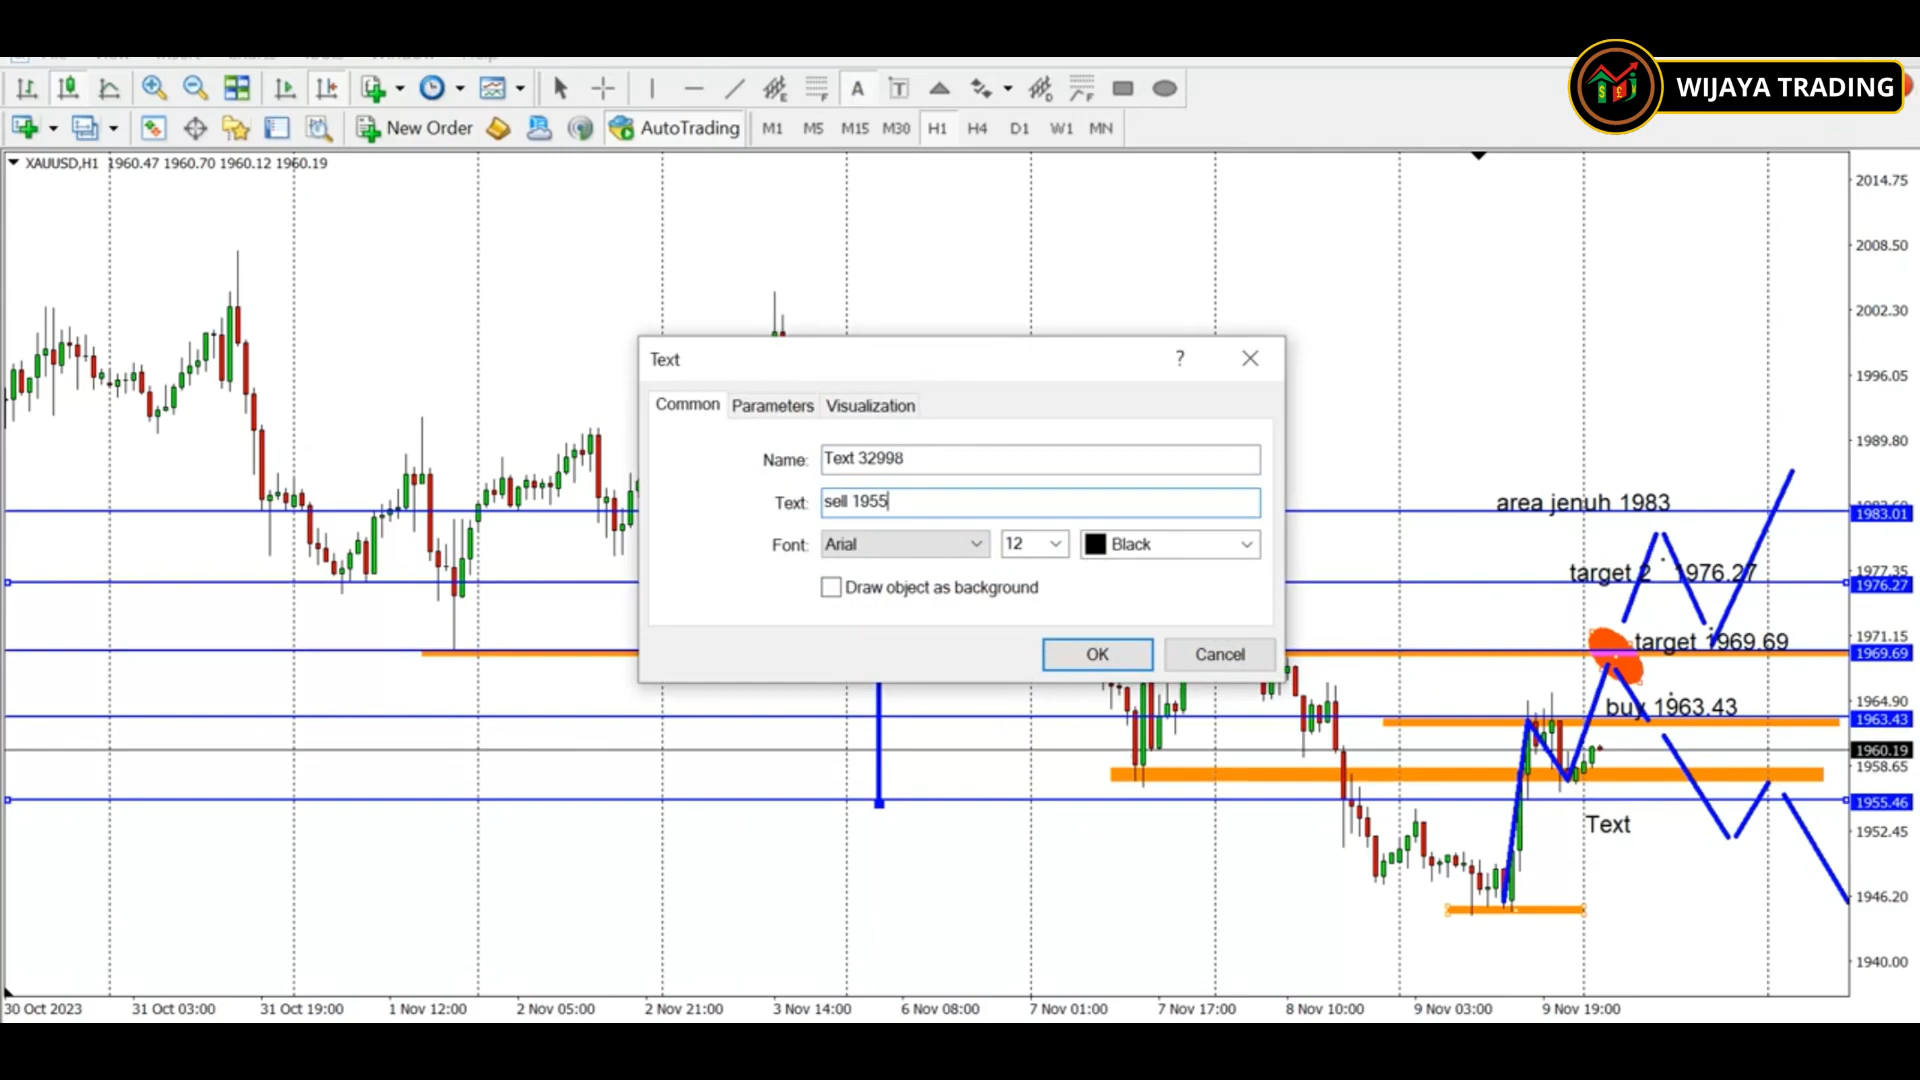 WIJAYA TRADING
New Order
AutoTrading
M1 M5 M15 M30 H1 H4 D1 W1 MN
XAUUSD,H1 1960.47 1960.70 1960.12 1960.19
2014.75
2008.50
2002.30
1996.05
1989.80
1983.01
1977.35
1976.27
1971.15
1969.69
1964.90
1963.43
1960.19
1958.65
1955.46
1952.45
1946.20
1940.00
Text
?
Common Parameters Visualization
Name: Text 32998
Text: sell 1955
Font: Arial 12 Black
Draw object as background
OK Cancel
area jenuh 1983
target 2 1976.27
target 1969.69
buy 1963.43
Text
30 Oct 2023 31 Oct 03:00 31 Oct 19:00 1 Nov 12:00 2 Nov 05:00 2 Nov 21:00 3 Nov 14:00 6 Nov 08:00 7 Nov 01:00 7 Nov 17:00 8 Nov 10:00 9 Nov 03:00 9 Nov 19:00